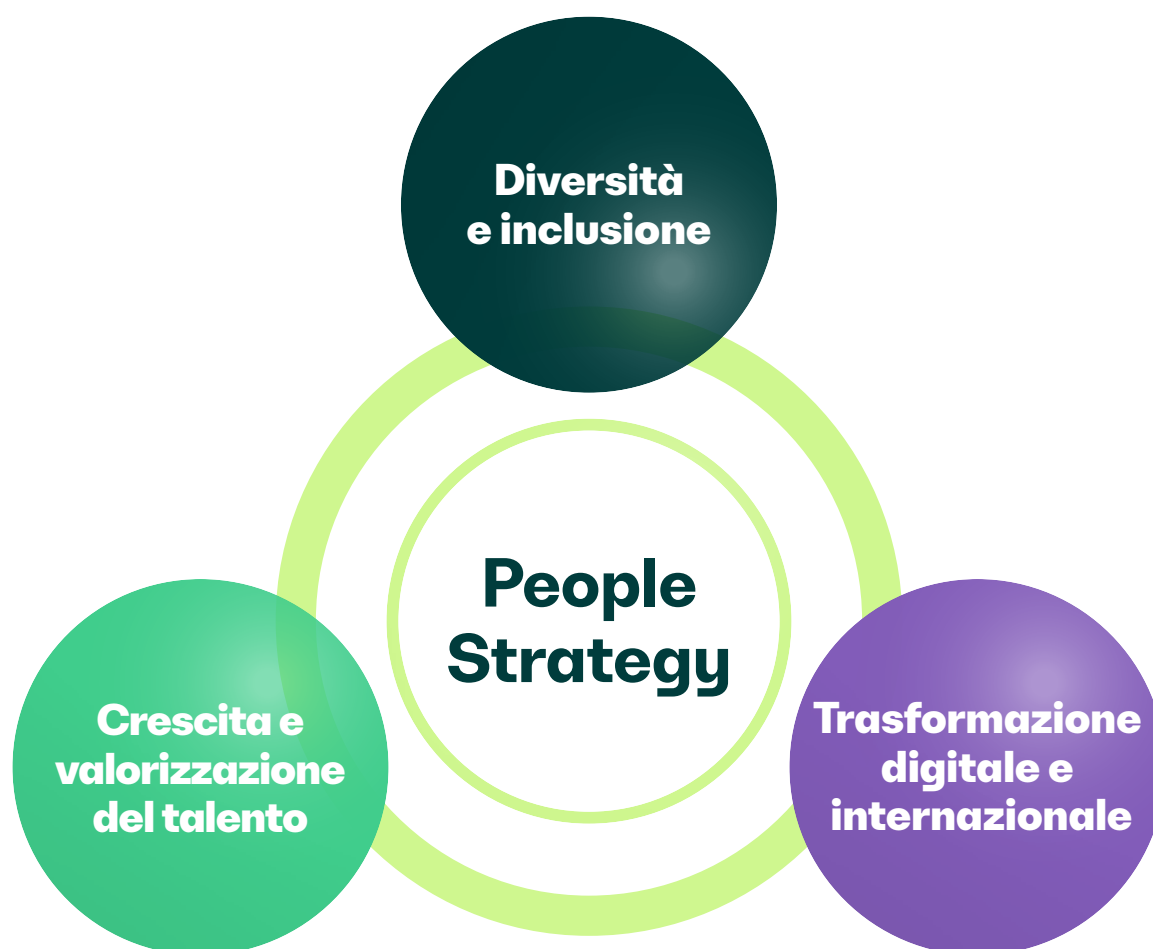 Diversità
e inclusione
People
Strategy
Crescita e
valorizzazione
del talento
Trasformazione
digitale e
internazionale